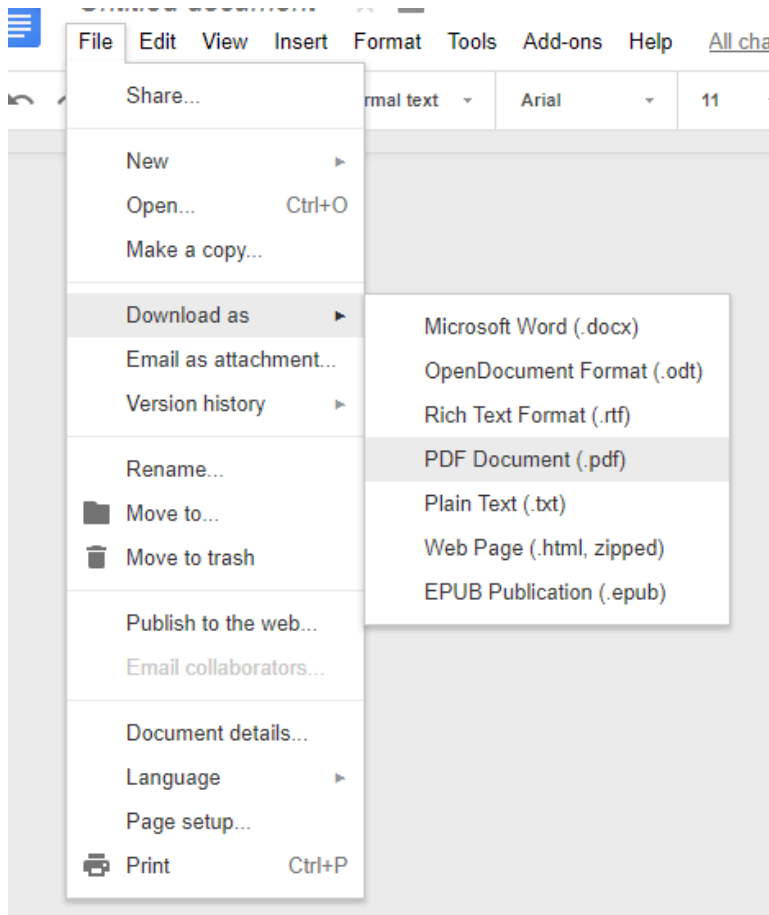 File Edit View Insert Format Tools Add-ons Help All cha
rmal text Arial 11
Share...
New
Open... Ctrl+O
Make a copy...
Download as
Email as attachment...
Version history
Rename...
Move to...
Move to trash
Publish to the web...
Email collaborators...
Document details...
Language
Page setup...
Print Ctrl+P
Microsoft Word (.docx)
OpenDocument Format (.odt)
Rich Text Format (.rtf)
PDF Document (.pdf)
Plain Text (.txt)
Web Page (.html, zipped)
EPUB Publication (.epub)